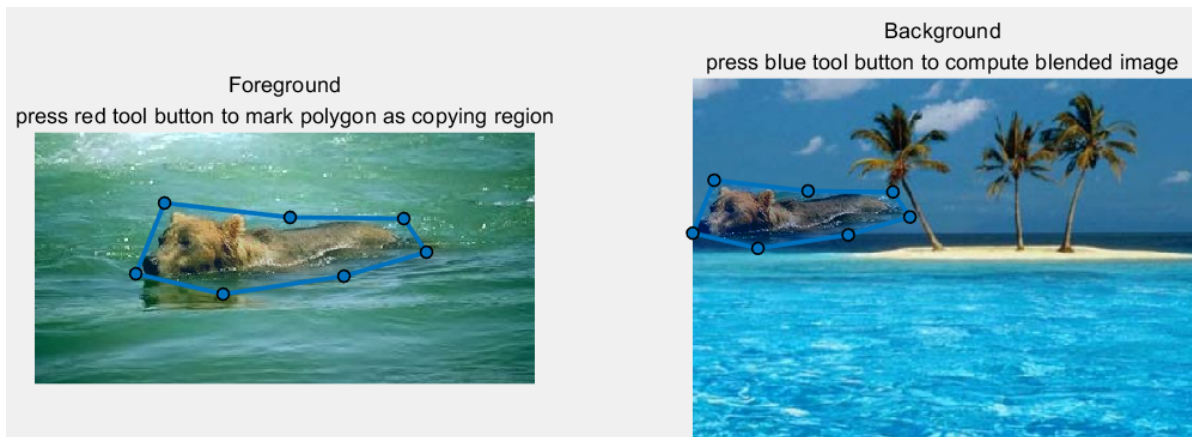 Foreground
press red tool button to mark polygon as copying region
Background
press blue tool button to compute blended image